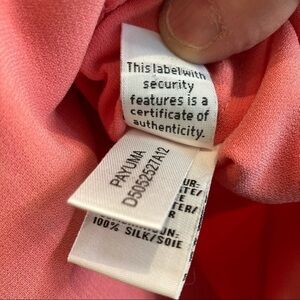 This label with
security
features is a
certificate of
authenticity.
PAYUMA
D5052527A12
100% SILK/SOIE